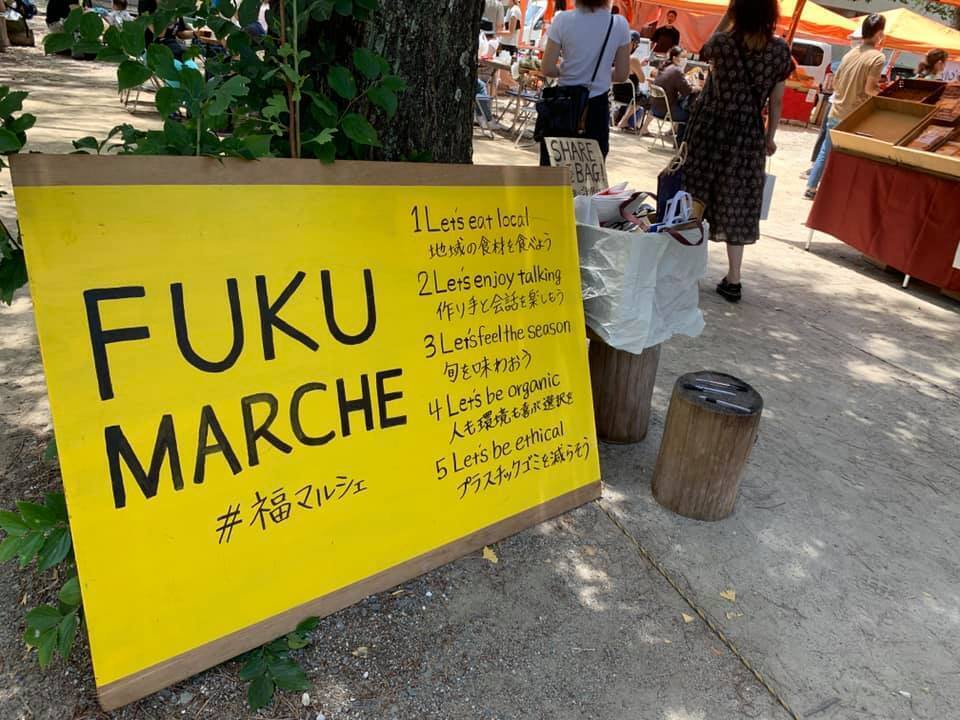 FUKU
MARCHE
#福マルシェ
1 Let's eat local
地域の食材を食べよう
2 Let's enjoy talking
作り手と会話を楽しもう
3 Let's feel the season
旬を味わおう
4 Let's be organic
人も環境も喜ぶ選択を
5 Let's be ethical
プラスチックゴミを減らそう
SHARE
BAG!